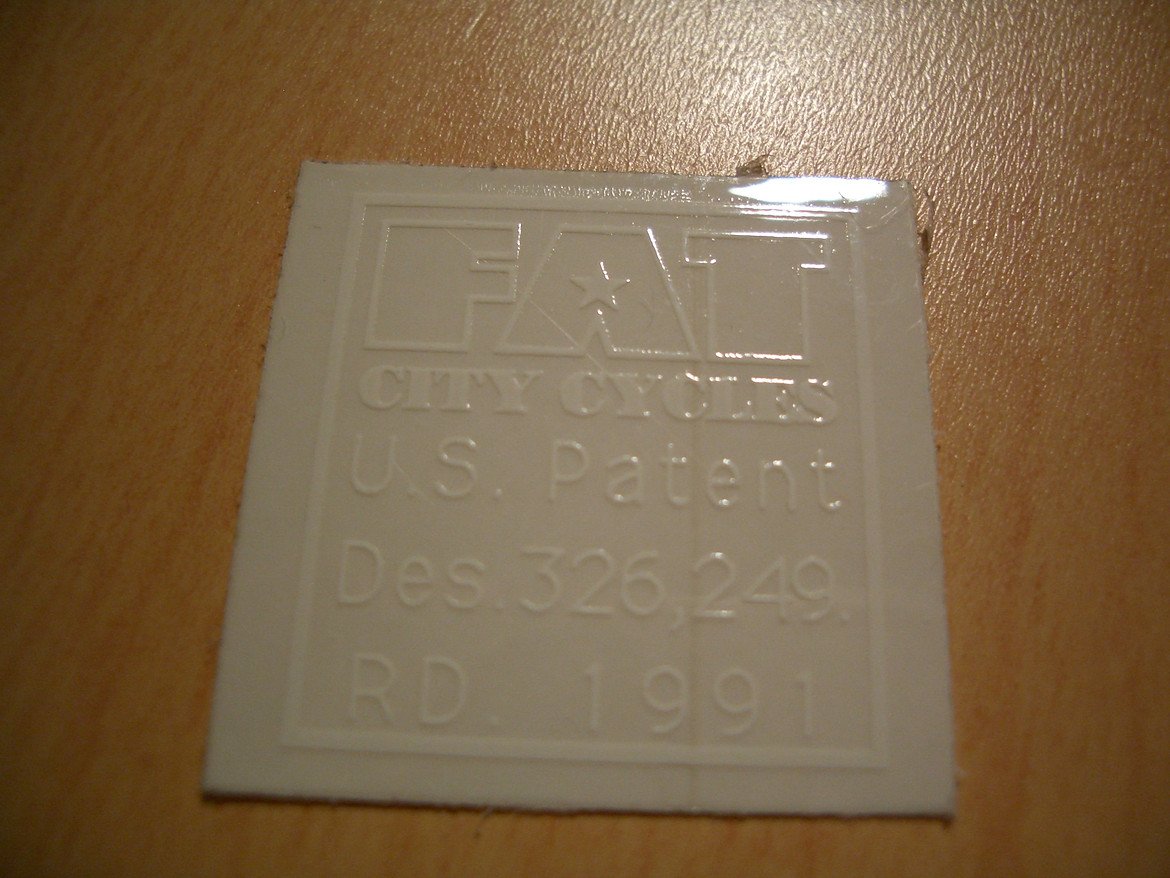 FAT
CITY CYCLES
U.S. Patent
Des.326,249.
RD. 1991